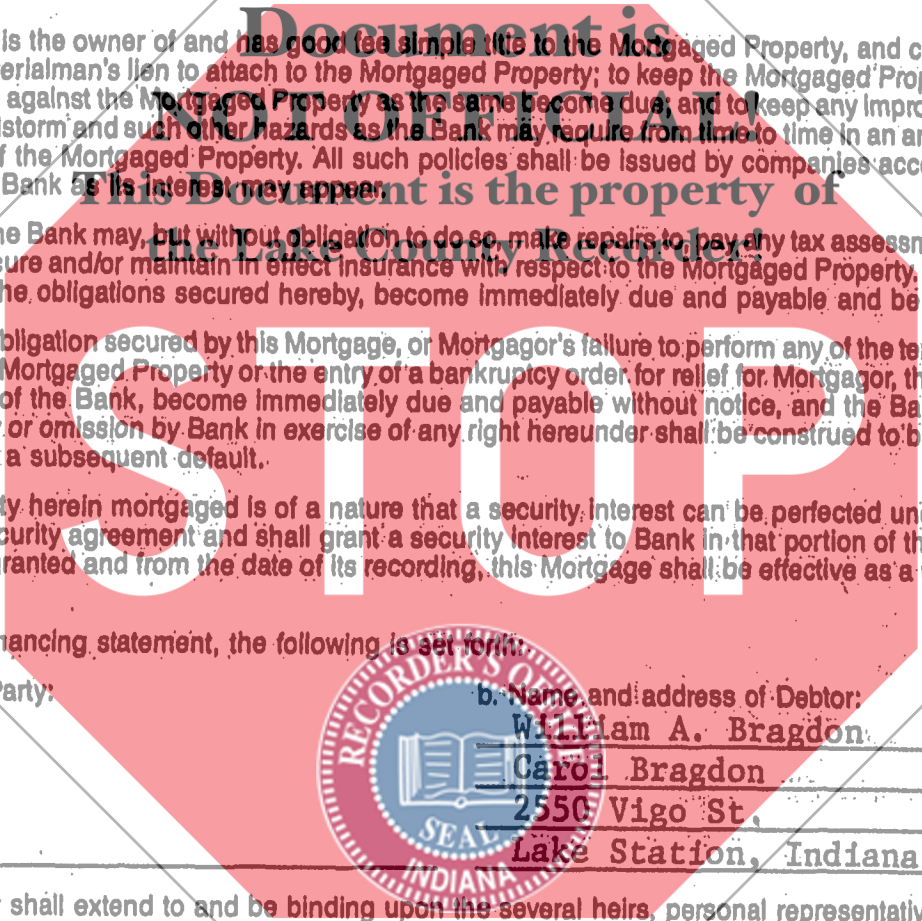 Document is
is the owner of and has good fee simple title to the Mortgaged Property, and
erialman's lien to attach to the Mortgaged Property; to keep the Mortgaged Pro
NOT OFFICIAL!
against the Mortgaged Property as the same become due; and to keep any impr
dstorm and such other hazards as the Bank may require from time to time in an a
f the Mortgaged Property. All such policies shall be issued by companies acc
This Document is the property of
Bank as its interest may appear.
the Lake County Recorder!
e Bank may, but without obligation to do so, make repairs to, pay any tax assessm
sure and/or maintain in effect insurance with respect to the Mortgaged Property.
he obligations secured hereby, become immediately due and payable and be
STOP
bligation secured by this Mortgage, or Mortgagor's failure to perform any of the te
Mortgaged Property or the entry of a bankruptcy order for relief for Mortgagor, th
of the Bank, become immediately due and payable without notice, and the Ba
or omission by Bank in exercise of any right hereunder shall be construed to b
a subsequent default.
ty herein mortgaged is of a nature that a security interest can be perfected un
curity agreement and shall grant a security interest to Bank in that portion of th
ranted and from the date of its recording, this Mortgage shall be effective as a
nancing statement, the following is set forth:
Party:
b. Name and address of Debtor:
William A. Bragdon
Carol Bragdon
2550 Vigo St.
Lake Station, Indiana
RECORDER'S OFFICE
SEAL
INDIANA
shall extend to and be binding upon the several heirs, personal representati